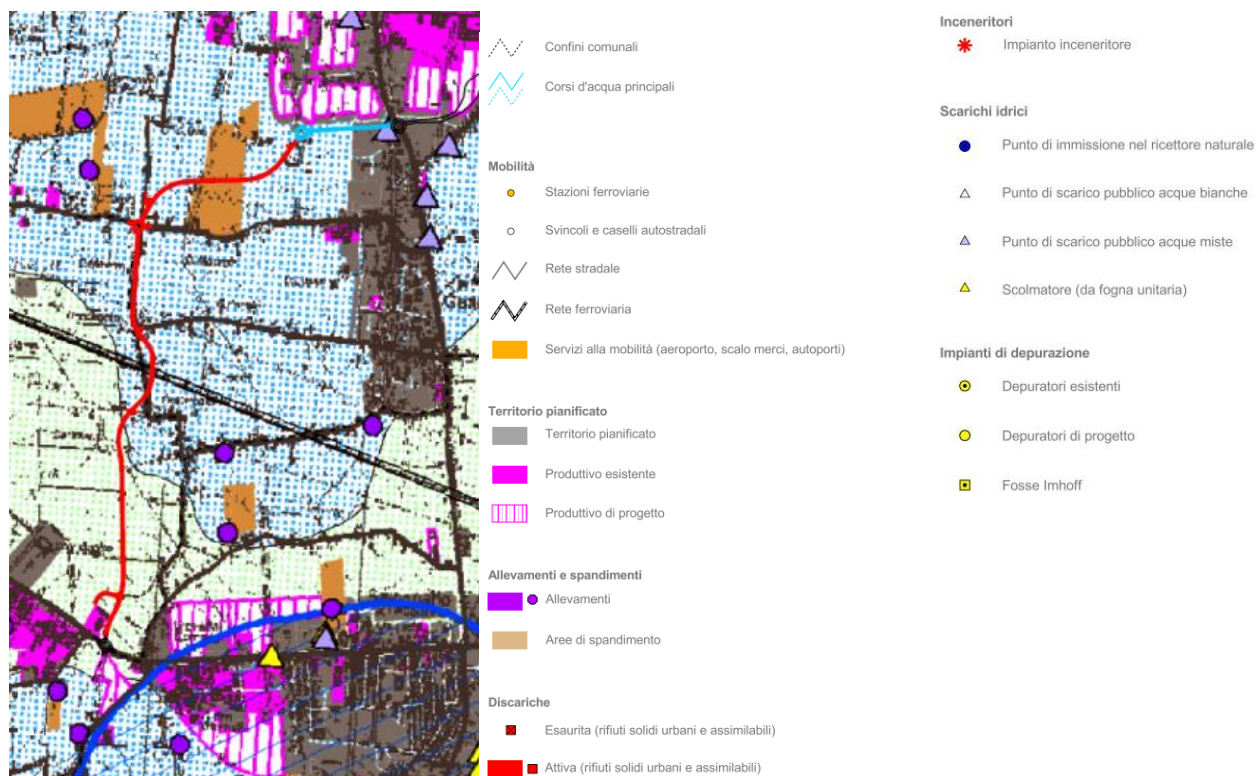 Confini comunali
Corsi d'acqua principali
Mobilità
Stazioni ferroviarie
Svincoli e caselli autostradali
Rete stradale
Rete ferroviaria
Servizi alla mobilità (aeroporto, scalo merci, autoporti)
Territorio pianificato
Territorio pianificato
Produttivo esistente
Produttivo di progetto
Allevamenti e spandimenti
Allevamenti
Aree di spandimento
Discariche
Esaurita (rifiuti solidi urbani e assimilabili)
Attiva (rifiuti solidi urbani e assimilabili)
Inceneritori
Impianto inceneritore
Scarichi idrici
Punto di immissione nel ricettore naturale
Punto di scarico pubblico acque bianche
Punto di scarico pubblico acque miste
Scolmatore (da fogna unitaria)
Impianti di depurazione
Depuratori esistenti
Depuratori di progetto
Fosse Imhoff